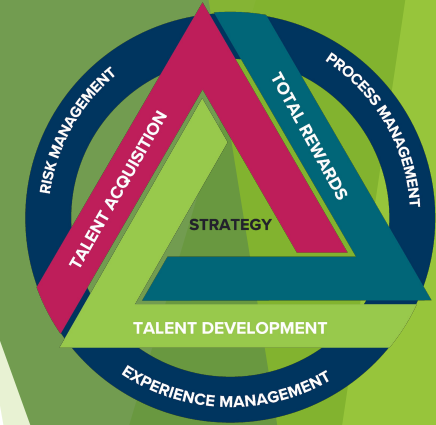 RISK MANAGEMENT
PROCESS MANAGEMENT
TALENT ACQUISITION
TOTAL REWARDS
STRATEGY
TALENT DEVELOPMENT
EXPERIENCE MANAGEMENT